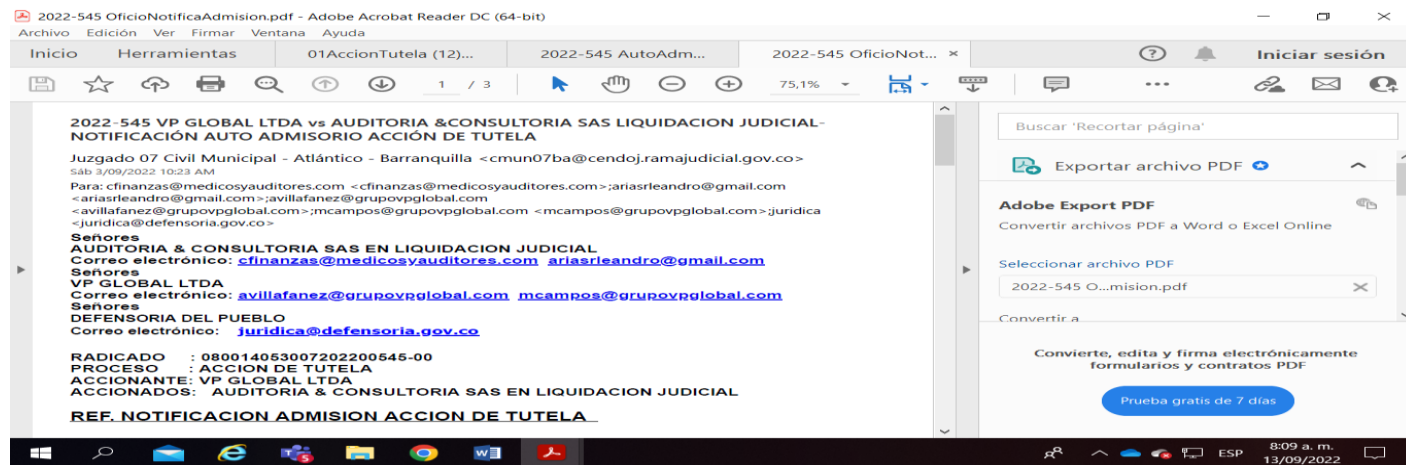 2022-545 OficioNotificaAdmision.pdf - Adobe Acrobat Reader DC (64-bit)
Archivo Edición Ver Firmar Ventana Ayuda
Inicio Herramientas 01AccionTutela (12)... 2022-545 AutoAdm... 2022-545 OficioNot... × Iniciar sesión
1 / 3 75,1%
2022-545 VP GLOBAL LTDA vs AUDITORIA &CONSULTORIA SAS LIQUIDACION JUDICIAL-
NOTIFICACIÓN AUTO ADMISORIO ACCIÓN DE TUTELA
Juzgado 07 Civil Municipal - Atlántico - Barranquilla <cmun07ba@cendoj.ramajudicial.gov.co>
Sáb 3/09/2022 10:23 AM
Para: cfinanzas@medicosyauditores.com <cfinanzas@medicosyauditores.com>;ariasrleandro@gmail.com
<ariasrleandro@gmail.com>;avillafanez@grupovpglobal.com
<avillafanez@grupovpglobal.com>;mcampos@grupovpglobal.com <mcampos@grupovpglobal.com>;juridica
<juridica@defensoria.gov.co>
Señores
AUDITORIA & CONSULTORIA SAS EN LIQUIDACION JUDICIAL
Correo electrónico: cfinanzas@medicosyauditores.com ariasrleandro@gmail.com
Señores
VP GLOBAL LTDA
Correo electrónico: avillafanez@grupovpglobal.com mcampos@grupovpglobal.com
Señores
DEFENSORIA DEL PUEBLO
Correo electrónico: juridica@defensoria.gov.co
RADICADO : 080014053007202200545-00
PROCESO : ACCION DE TUTELA
ACCIONANTE: VP GLOBAL LTDA
ACCIONADOS: AUDITORIA & CONSULTORIA SAS EN LIQUIDACION JUDICIAL
REF. NOTIFICACION ADMISION ACCION DE TUTELA
Buscar 'Recortar página'
Exportar archivo PDF
Adobe Export PDF
Convertir archivos PDF a Word o Excel Online
Seleccionar archivo PDF
2022-545 O...mision.pdf ×
Convertir a
Convierte, edita y firma electrónicamente
formularios y contratos PDF
Prueba gratis de 7 días
ESP
8:09 a. m.
13/09/2022